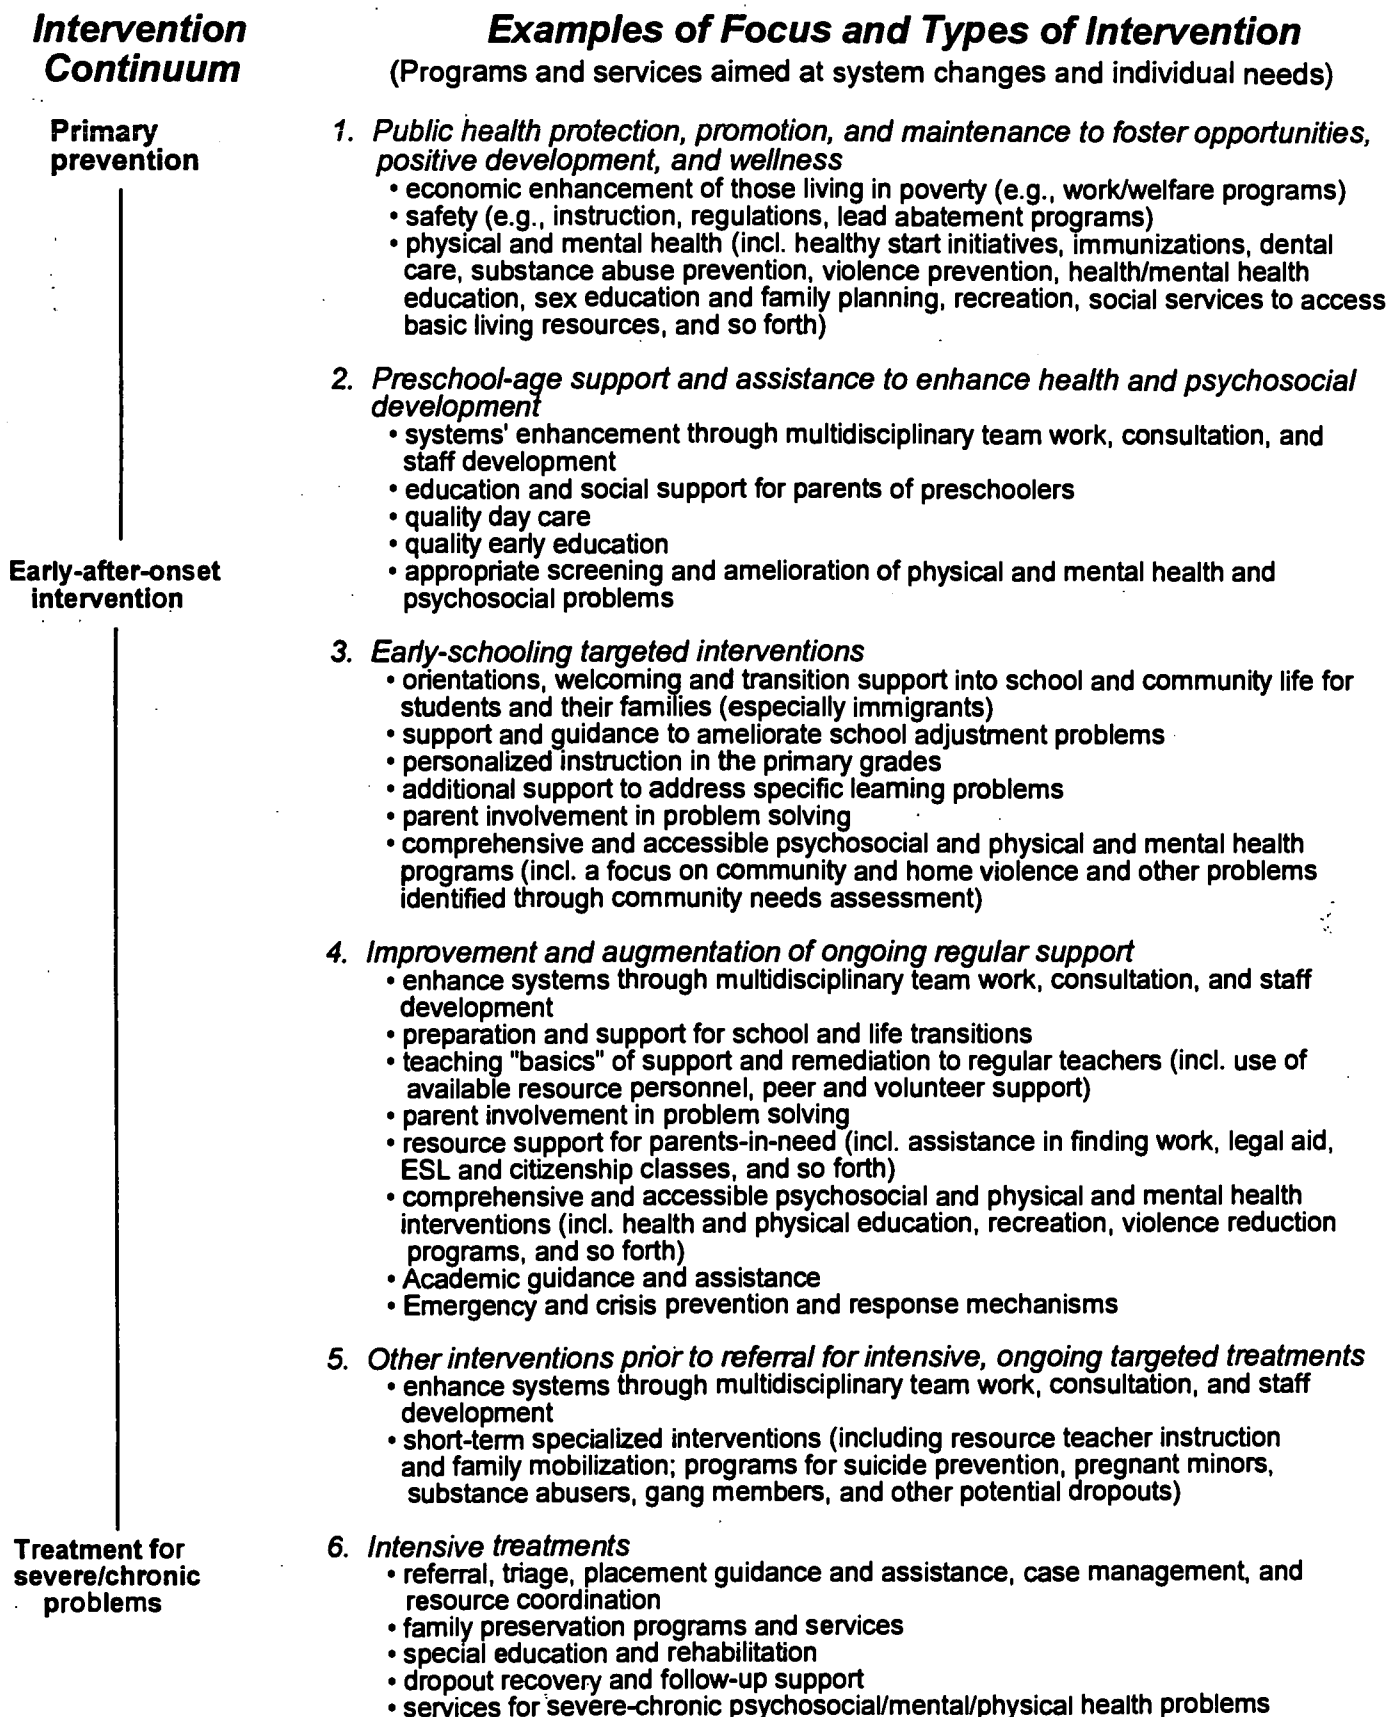 Intervention
Continuum
Examples of Focus and Types of Intervention
(Programs and services aimed at system changes and individual needs)
Primary
prevention
1. Public health protection, promotion, and maintenance to foster opportunities,
positive development, and wellness
• economic enhancement of those living in poverty (e.g., work/welfare programs)
• safety (e.g., instruction, regulations, lead abatement programs)
• physical and mental health (incl. healthy start initiatives, immunizations, dental
care, substance abuse prevention, violence prevention, health/mental health
education, sex education and family planning, recreation, social services to access
basic living resources, and so forth)
2. Preschool-age support and assistance to enhance health and psychosocial
development
• systems' enhancement through multidisciplinary team work, consultation, and
staff development
• education and social support for parents of preschoolers
• quality day care
• quality early education
Early-after-onset
intervention
• appropriate screening and amelioration of physical and mental health and
psychosocial problems
3. Early-schooling targeted interventions
• orientations, welcoming and transition support into school and community life for
students and their families (especially immigrants)
• support and guidance to ameliorate school adjustment problems
• personalized instruction in the primary grades
• additional support to address specific learning problems
• parent involvement in problem solving
• comprehensive and accessible psychosocial and physical and mental health
programs (incl. a focus on community and home violence and other problems
identified through community needs assessment)
4. Improvement and augmentation of ongoing regular support
• enhance systems through multidisciplinary team work, consultation, and staff
development
• preparation and support for school and life transitions
• teaching "basics" of support and remediation to regular teachers (incl. use of
available resource personnel, peer and volunteer support)
• parent involvement in problem solving
• resource support for parents-in-need (incl. assistance in finding work, legal aid,
ESL and citizenship classes, and so forth)
• comprehensive and accessible psychosocial and physical and mental health
interventions (incl. health and physical education, recreation, violence reduction
programs, and so forth)
• Academic guidance and assistance
• Emergency and crisis prevention and response mechanisms
5. Other interventions prior to referral for intensive, ongoing targeted treatments
• enhance systems through multidisciplinary team work, consultation, and staff
development
• short-term specialized interventions (including resource teacher instruction
and family mobilization; programs for suicide prevention, pregnant minors,
substance abusers, gang members, and other potential dropouts)
Treatment for
severe/chronic
problems
6. Intensive treatments
• referral, triage, placement guidance and assistance, case management, and
resource coordination
• family preservation programs and services
• special education and rehabilitation
• dropout recovery and follow-up support
• services for severe-chronic psychosocial/mental/physical health problems